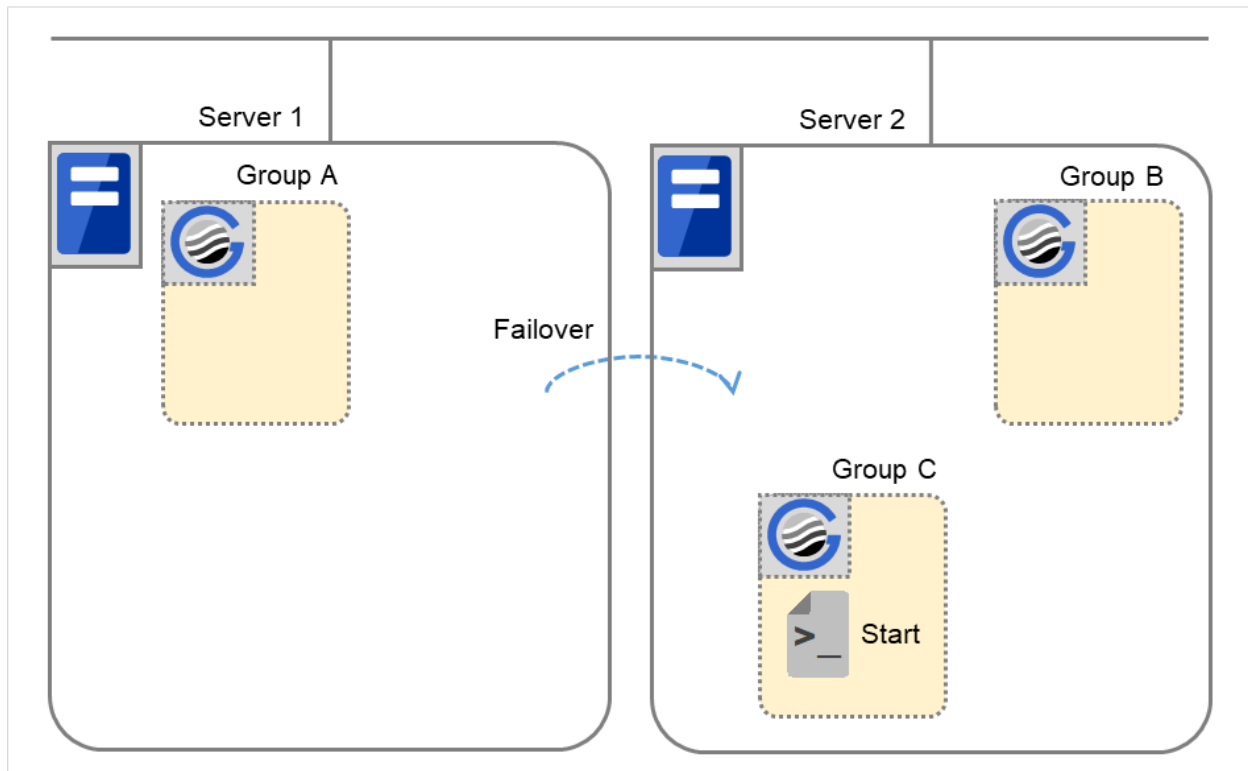 Server 1
Server 2
Group A
Group B
Failover
Group C
>_ Start